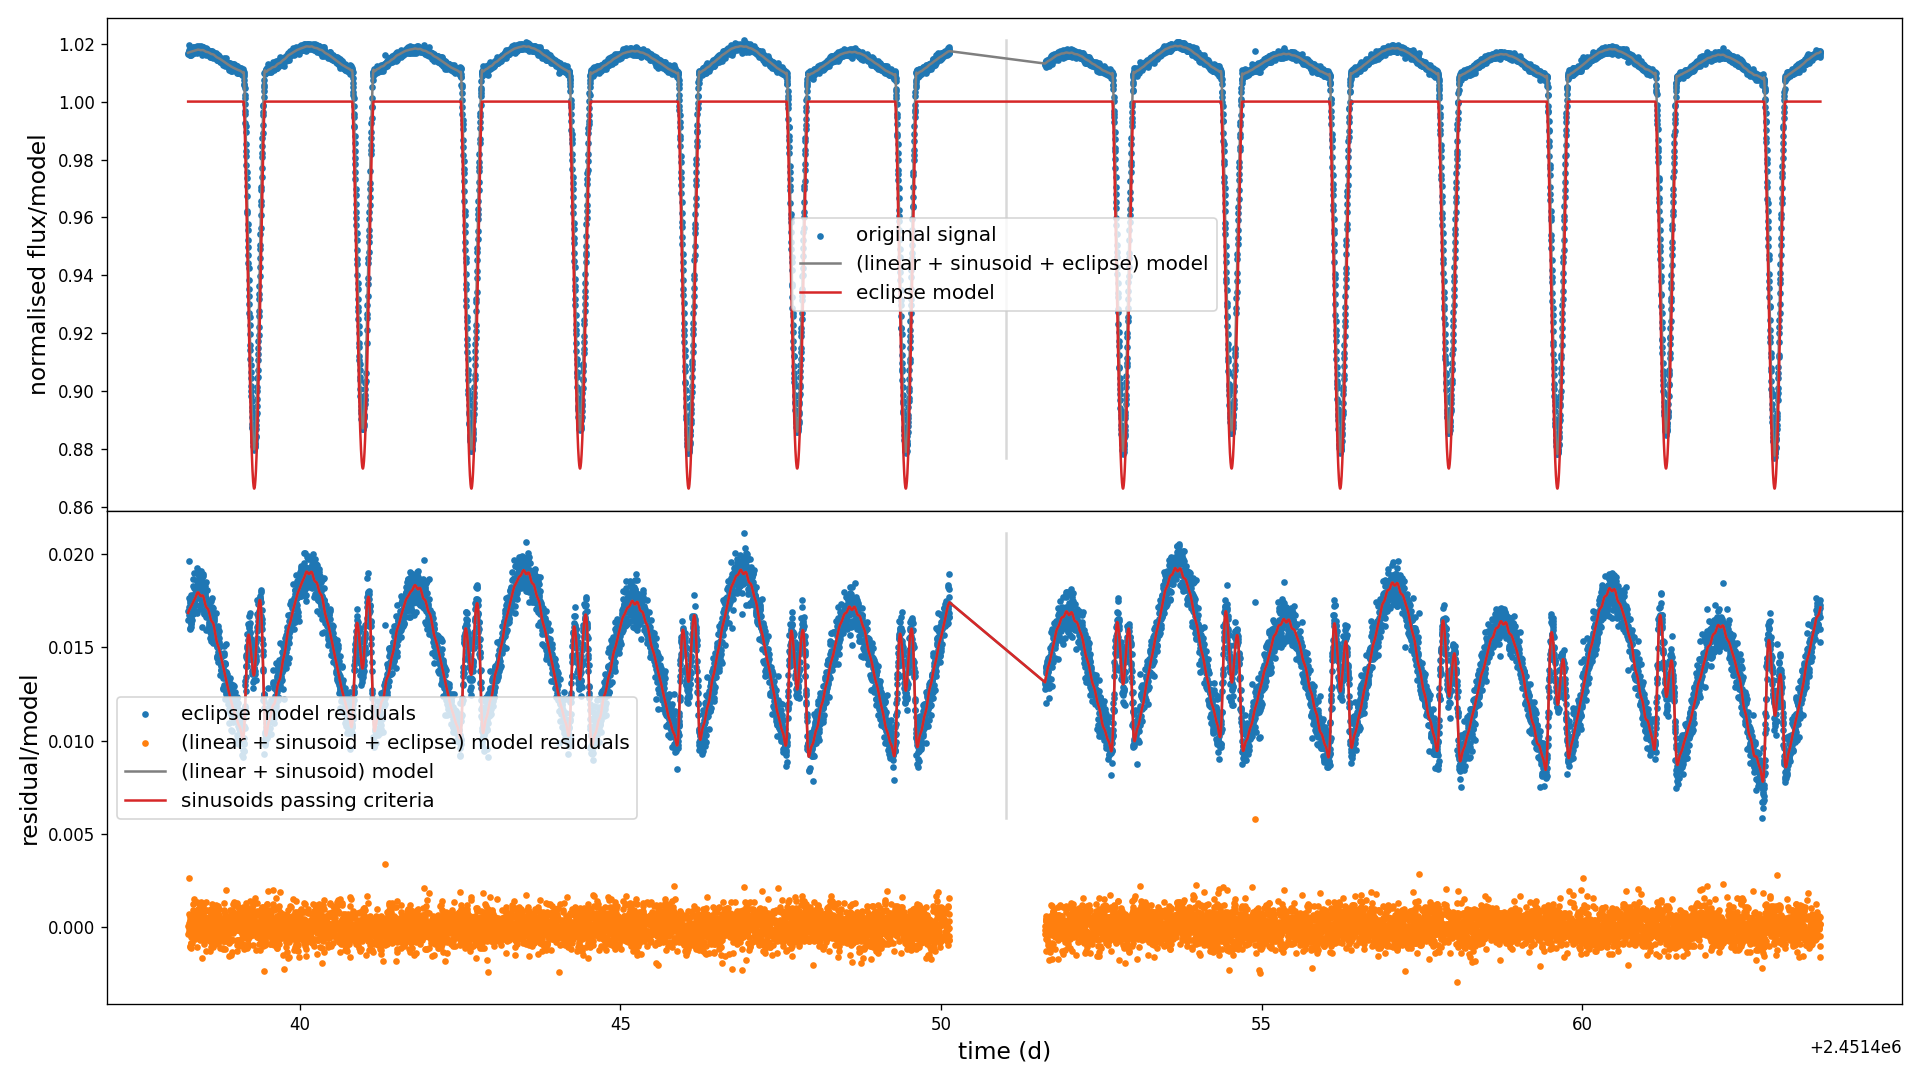 normalised flux/model
1.02
1.00
0.98
0.96
0.94
0.92
0.90
0.88
0.86
original signal
(linear + sinusoid + eclipse) model
eclipse model
residual/model
0.020
0.015
0.010
0.005
0.000
eclipse model residuals
(linear + sinusoid + eclipse) model residuals
(linear + sinusoid) model
sinusoids passing criteria
40 45 50 55 60
time (d)
+2.4514e6